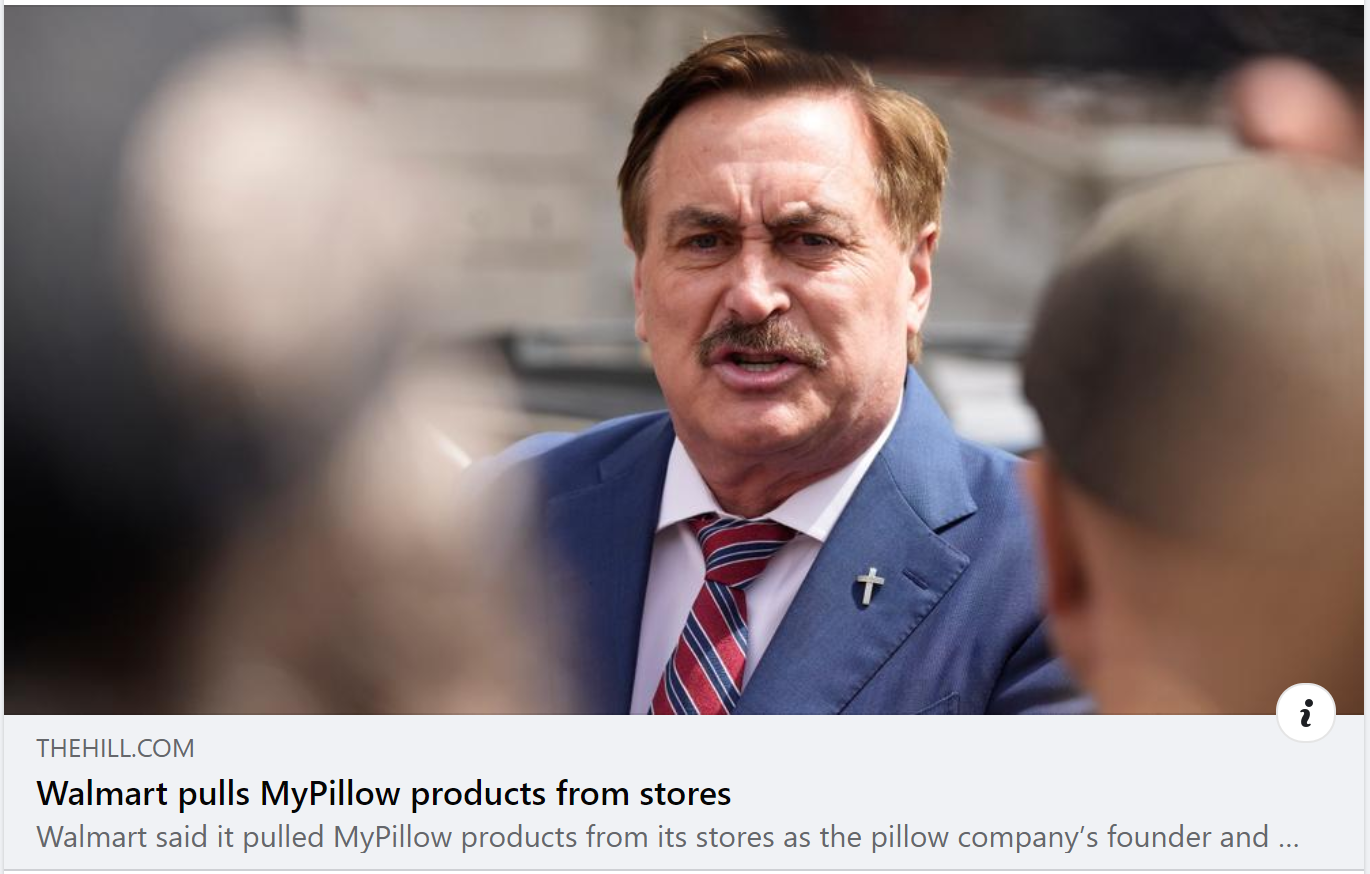 THEHILL.COM
Walmart pulls MyPillow products from stores
Walmart said it pulled MyPillow products from its stores as the pillow company’s founder and ...